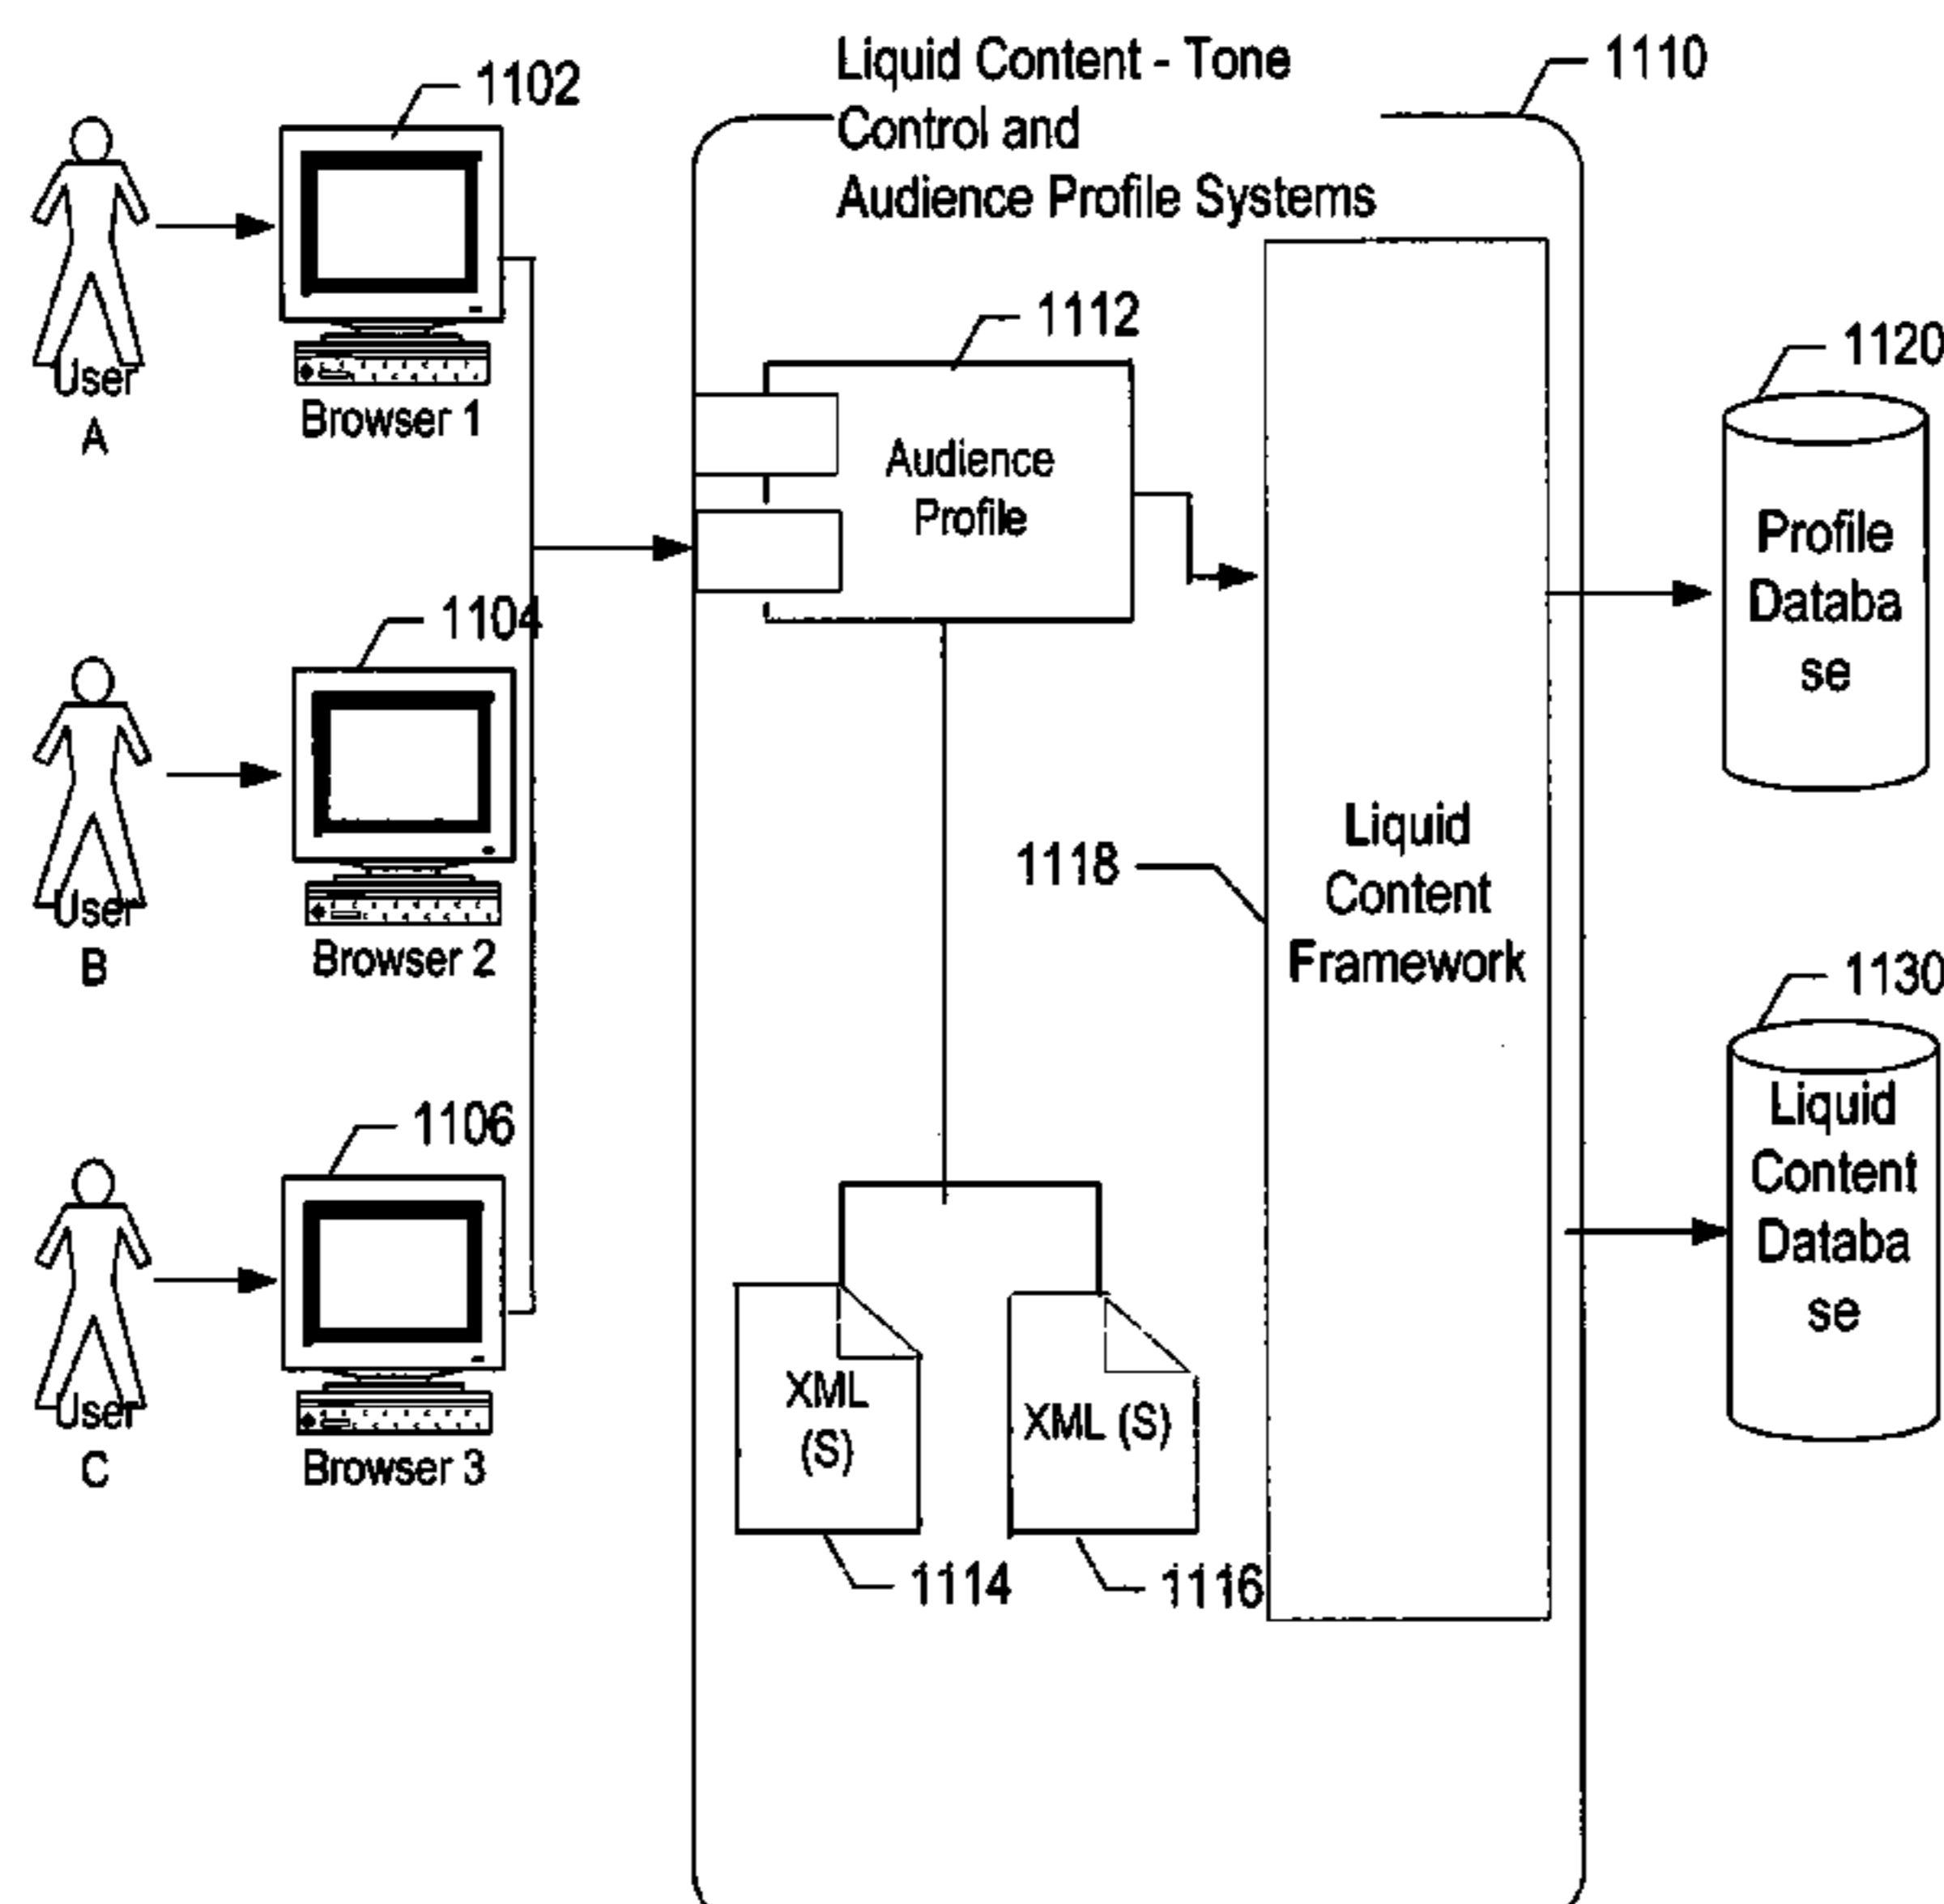 Liquid Content - Tone
Control and
Audience Profile Systems
1110
1102
User
A
Browser 1
1112
Audience
Profile
1120
Profile
Databa
se
1104
User
B
Browser 2
1118
Liquid
Content
Framework
1130
Liquid
Content
Databa
se
1106
User
C
Browser 3
XML
(S)
XML (S)
1114
1116